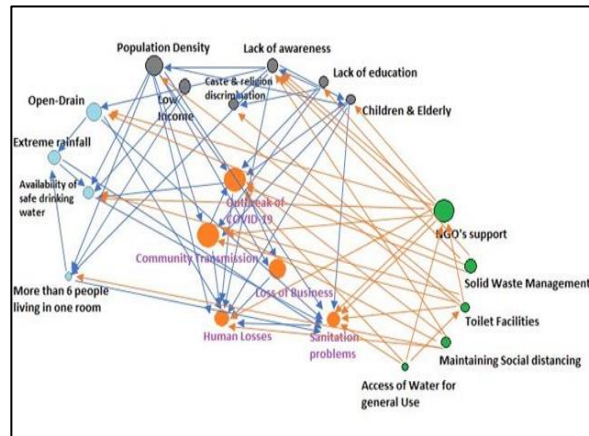 Population Density
Lack of awareness
Lack of education
Caste & religion
discrimination
Low
Income
Children & Elderly
Open-Drain
Extreme rainfall
Availability of
safe drinking
water
Outbreak of
COVID-19
NGO's support
Community Transmission
Loss of Business
Solid Waste Management
More than 6 people
living in one room
Toilet Facilities
Human Losses
Sanitation
problems
Maintaining Social distancing
Access of Water for
general Use